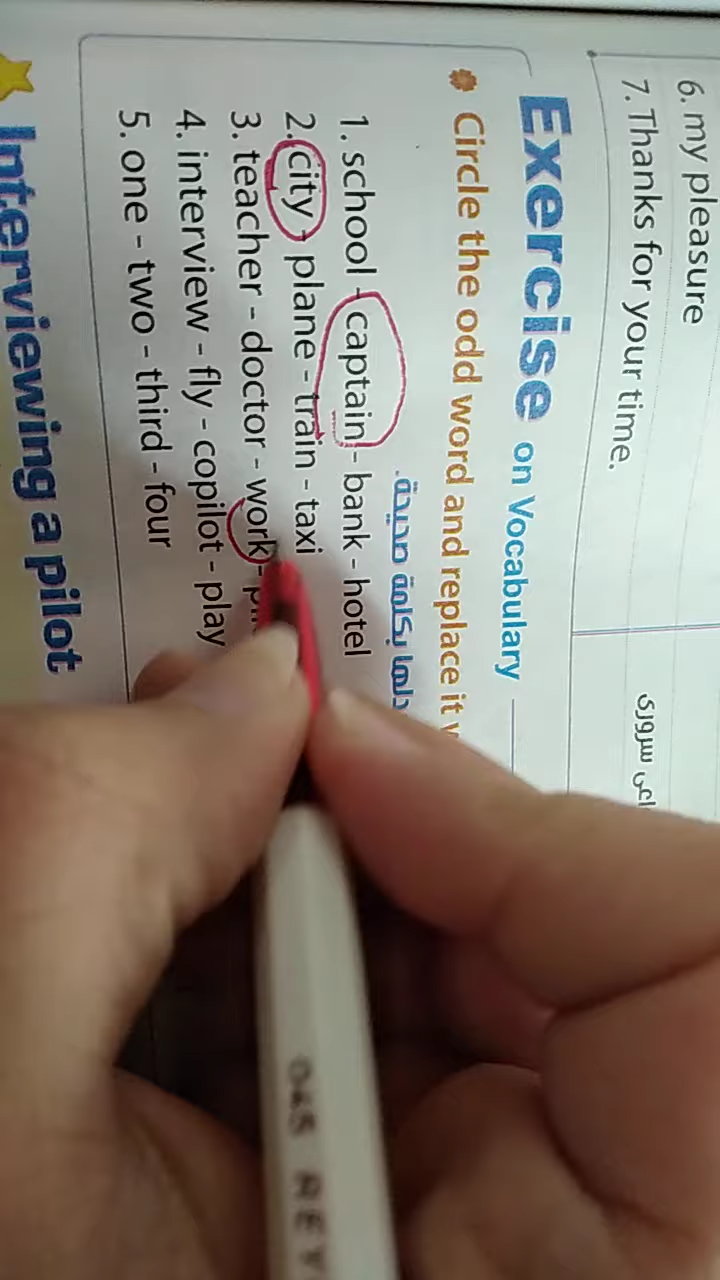 6. my pleasure
7. Thanks for your time.
Exercise on Vocabulary
Circle the odd word and replace it
بكلمة صحيحة.
1. school - captain - bank - hotel
2. city - plane - train - taxi
3. teacher - doctor - work -
4. interview - fly - copilot - play
5. one - two - third - four
Interviewing a pilot